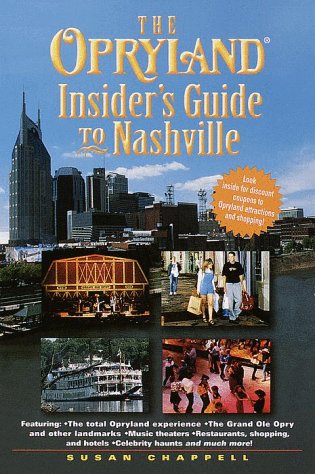 THE
OPRYLAND®
Insider's Guide
TO Nashville
Look
inside for discount
coupons to
Opryland attractions
and shopping!
Featuring: •The total Opryland experience •The Grand Ole Opry
and other landmarks •Music theaters •Restaurants, shopping,
and hotels •Celebrity haunts and much more!
SUSAN CHAPPELL